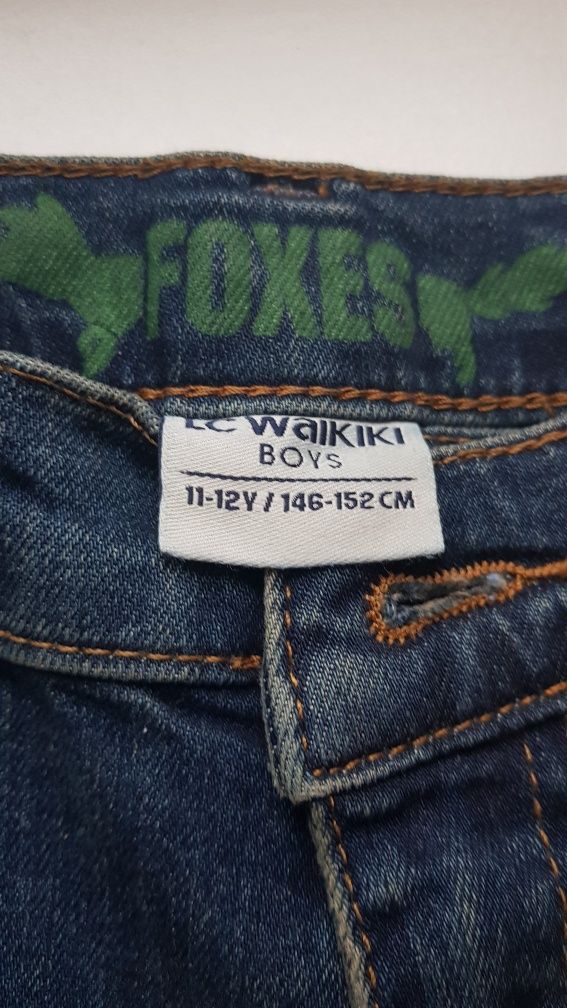 FOXES
LC Waikiki
BOYS
11-12Y / 146-152 CM